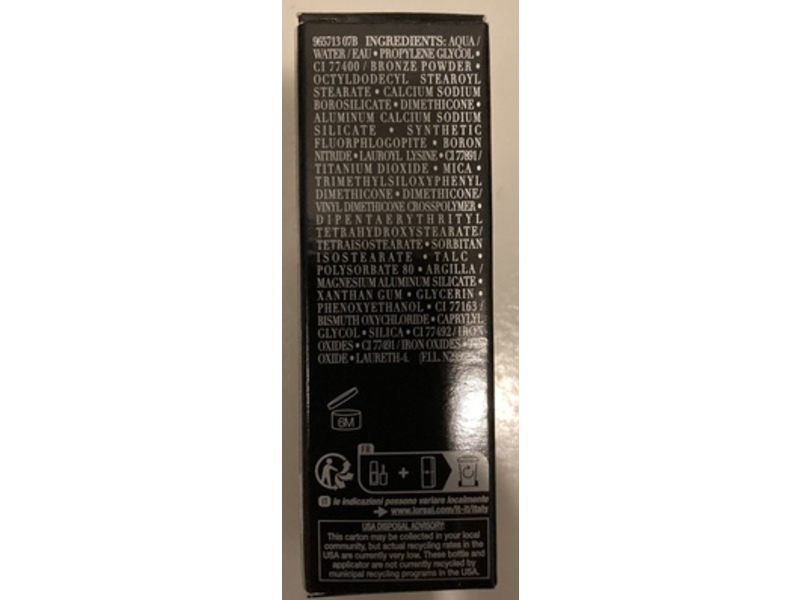 965713 07B INGREDIENTS: AQUA /
WATER / EAU • PROPYLENE GLYCOL •
CI 77400 / BRONZE POWDER •
OCTYLDODECYL STEAROYL
STEARATE • CALCIUM SODIUM
BOROSILICATE • DIMETHICONE •
ALUMINUM CALCIUM SODIUM
SILICATE • SYNTHETIC
FLUORPHLOGOPITE • BORON
NITRIDE • LAUROYL LYSINE • CI 77891 /
TITANIUM DIOXIDE • MICA •
TRIMETHYLSILOXYPHENYL
DIMETHICONE • DIMETHICONE/
VINYL DIMETHICONE CROSSPOLYMER •
DIPENTAERYTHRITYL
TETRAHYDROXYSTEARATE/
TETRAISOSTEARATE • SORBITAN
ISOSTEARATE • TALC •
POLYSORBATE 80 • ARGILLA /
MAGNESIUM ALUMINUM SILICATE •
XANTHAN GUM • GLYCERIN •
PHENOXYETHANOL • CI 77163 /
BISMUTH OXYCHLORIDE • CAPRYLYL
GLYCOL • SILICA • CI 77492 / IRON
OXIDES • CI 77491 / IRON OXIDES •
OXIDE • LAURETH-4. (F.I.L.
6M
FR
+
IT le indicazioni possono variare localmente
www.loreal.com/it-it/italy
USA DISPOSAL ADVISORY:
This carton may be collected in your local
community, but actual recycling rates in the
USA are currently very low. These bottle and
applicator are not currently recycled by
municipal recycling programs in the USA.